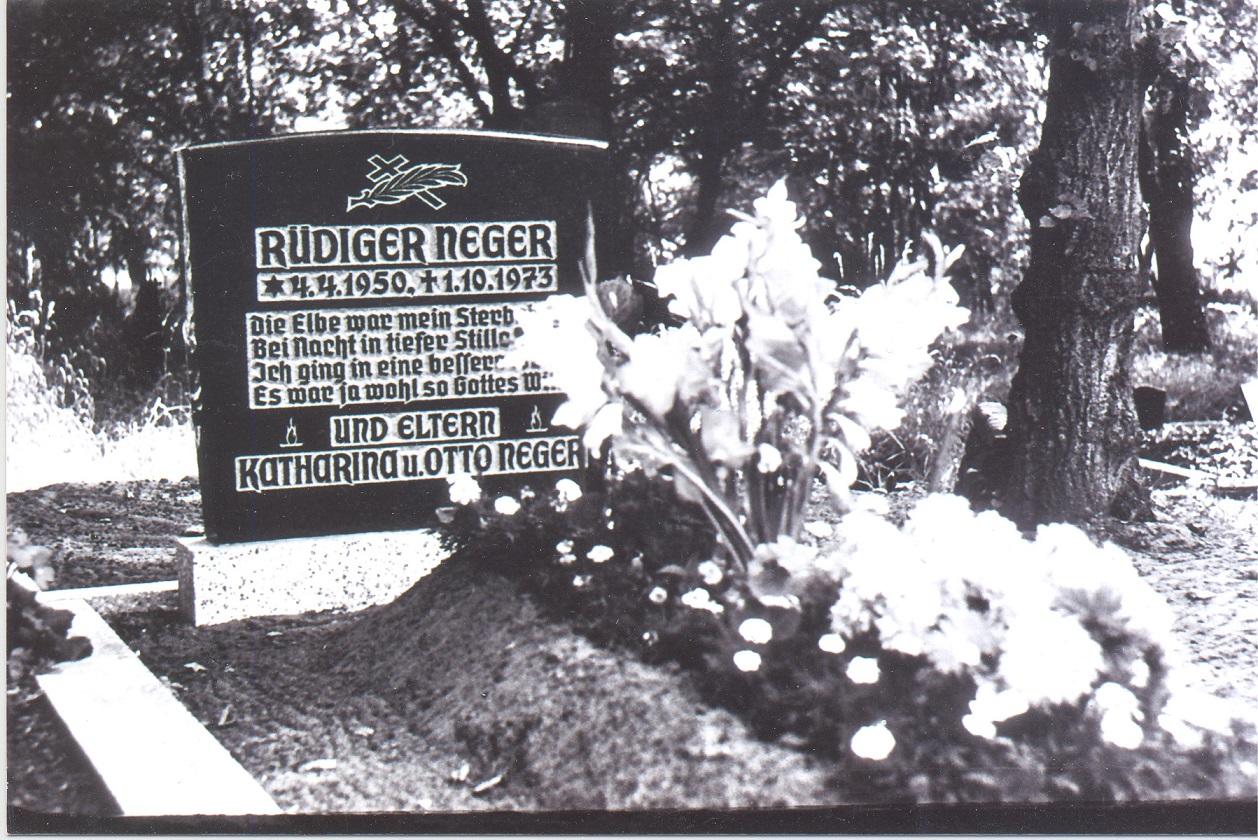 RÜDIGER NEGER
★ 4.4.1950. ✝ 1.10.1973
Die Elbe war mein
Bei Nacht in tiefer
Ich ging in eine
Es war ja wohl so Gottes
UND ELTERN
KATHARINA u. OTTO NEGER